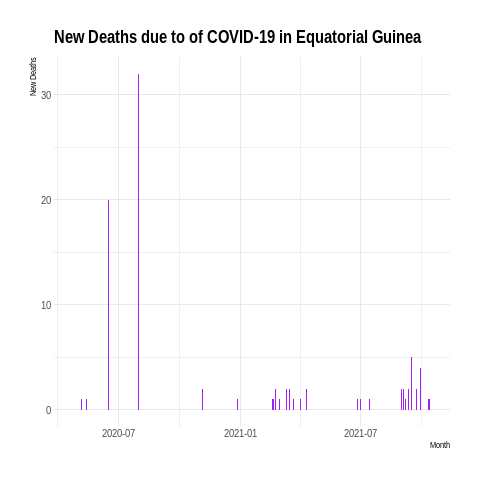 New Deaths due to of COVID-19 in Equatorial Guinea
New Deaths
30
20
10
0
2020-07
2021-01
2021-07
Month